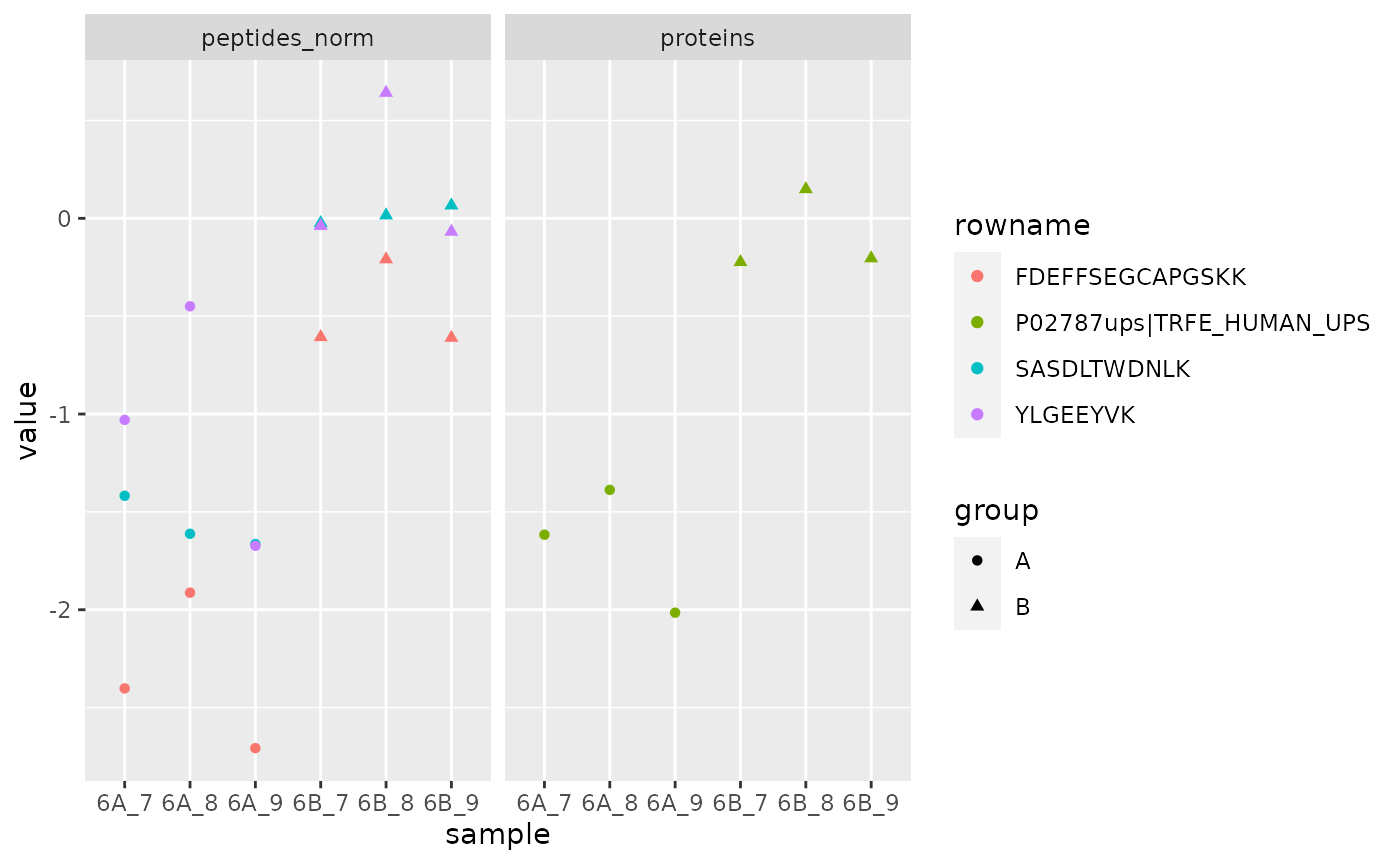 peptides_norm
proteins
value
0
-1
-2
6A_7 6A_8 6A_9 6B_7 6B_8 6B_9
6A_7 6A_8 6A_9 6B_7 6B_8 6B_9
sample
rowname
FDEFFSEGCAPGSKK
P02787ups|TRFE_HUMAN_UPS
SASDLTWDNLK
YLGEEYVK
group
A
B